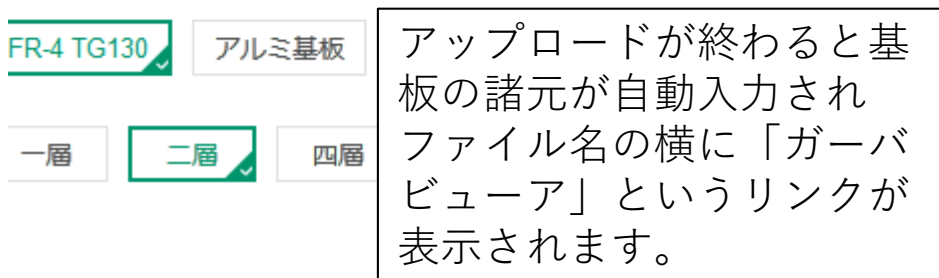 FR-4 TG130 アルミ基板
一層 二層 四層
アップロードが終わると基
板の諸元が自動入力され
ファイル名の横に「ガーバ
ビューア」というリンクが
表示されます。